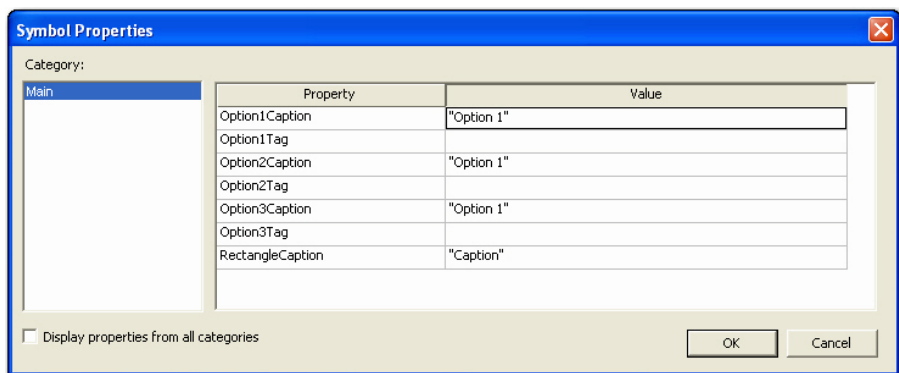 Symbol Properties
Category:
Main
Property Value
Option1Caption "Option 1"
Option1Tag
Option2Caption "Option 1"
Option2Tag
Option3Caption "Option 1"
Option3Tag
RectangleCaption "Caption"
Display properties from all categories
OK Cancel